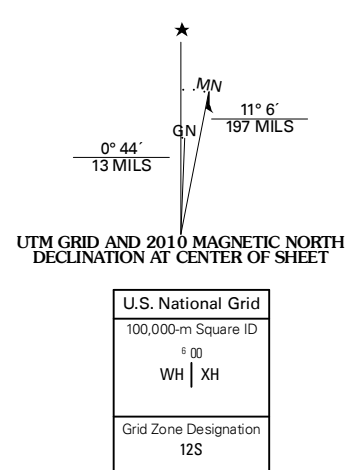 ★
MN
11° 6´
197 MILS
GN
0° 44´
13 MILS
UTM GRID AND 2010 MAGNETIC NORTH
DECLINATION AT CENTER OF SHEET
U.S. National Grid
100,000-m Square ID
6 00
WH XH
Grid Zone Designation
12S